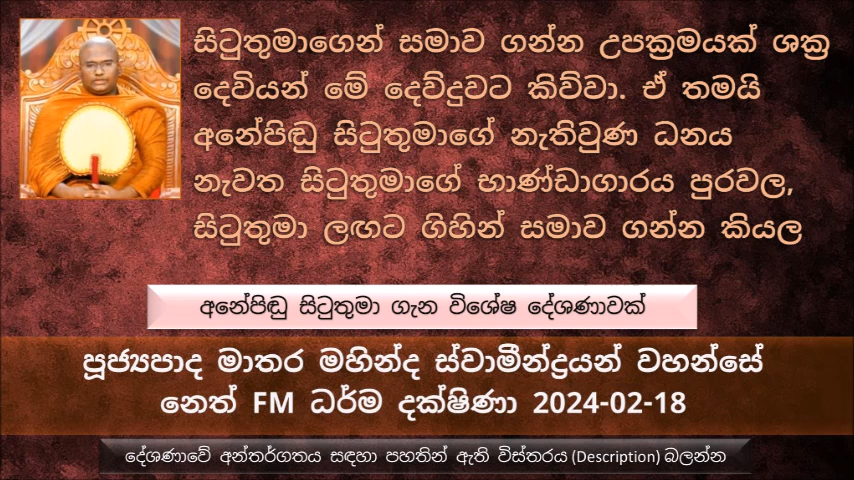 සිටුතුමාගෙන් සමාව ගන්න උපක්‍රමයක් ශක්‍ර
දෙවියන් මේ දෙව්දුවට කිව්වා. ඒ තමයි
අනේපිඬු සිටුතුමාගේ නැතිවුණ ධනය
නැවත සිටුතුමාගේ භාණ්ඩාගාරය පුරවල,
සිටුතුමා ලඟට ගිහින් සමාව ගන්න කියල
අනේපිඬු සිටුතුමා ගැන විශේෂ දේශණාවක්
පූජ්‍යපාද මාතර මහින්ද ස්වාමීන්ද්‍රයන් වහන්සේ
නෙත් FM ධර්ම දක්ෂිණා 2024-02-18
දේශණාවේ අන්තර්ගතය සඳහා පහතින් ඇති විස්තරය (Description) බලන්න